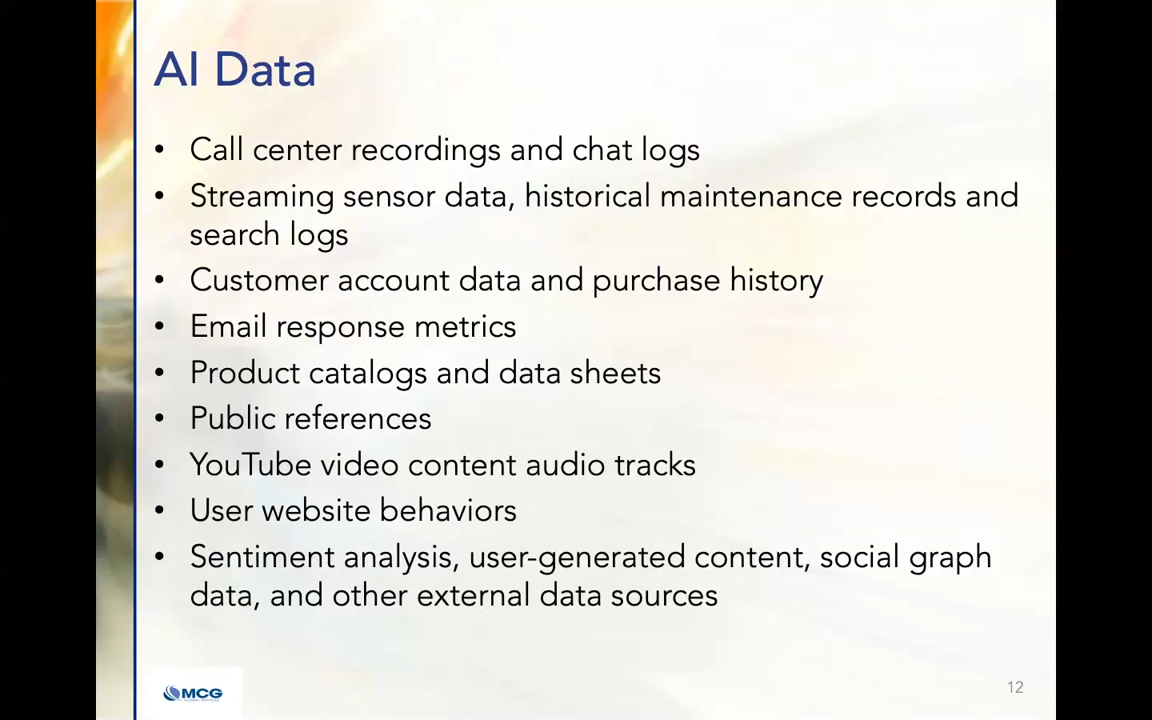 AI Data
• Call center recordings and chat logs
• Streaming sensor data, historical maintenance records and
search logs
• Customer account data and purchase history
• Email response metrics
• Product catalogs and data sheets
• Public references
• YouTube video content audio tracks
• User website behaviors
• Sentiment analysis, user-generated content, social graph
data, and other external data sources
MCG
12